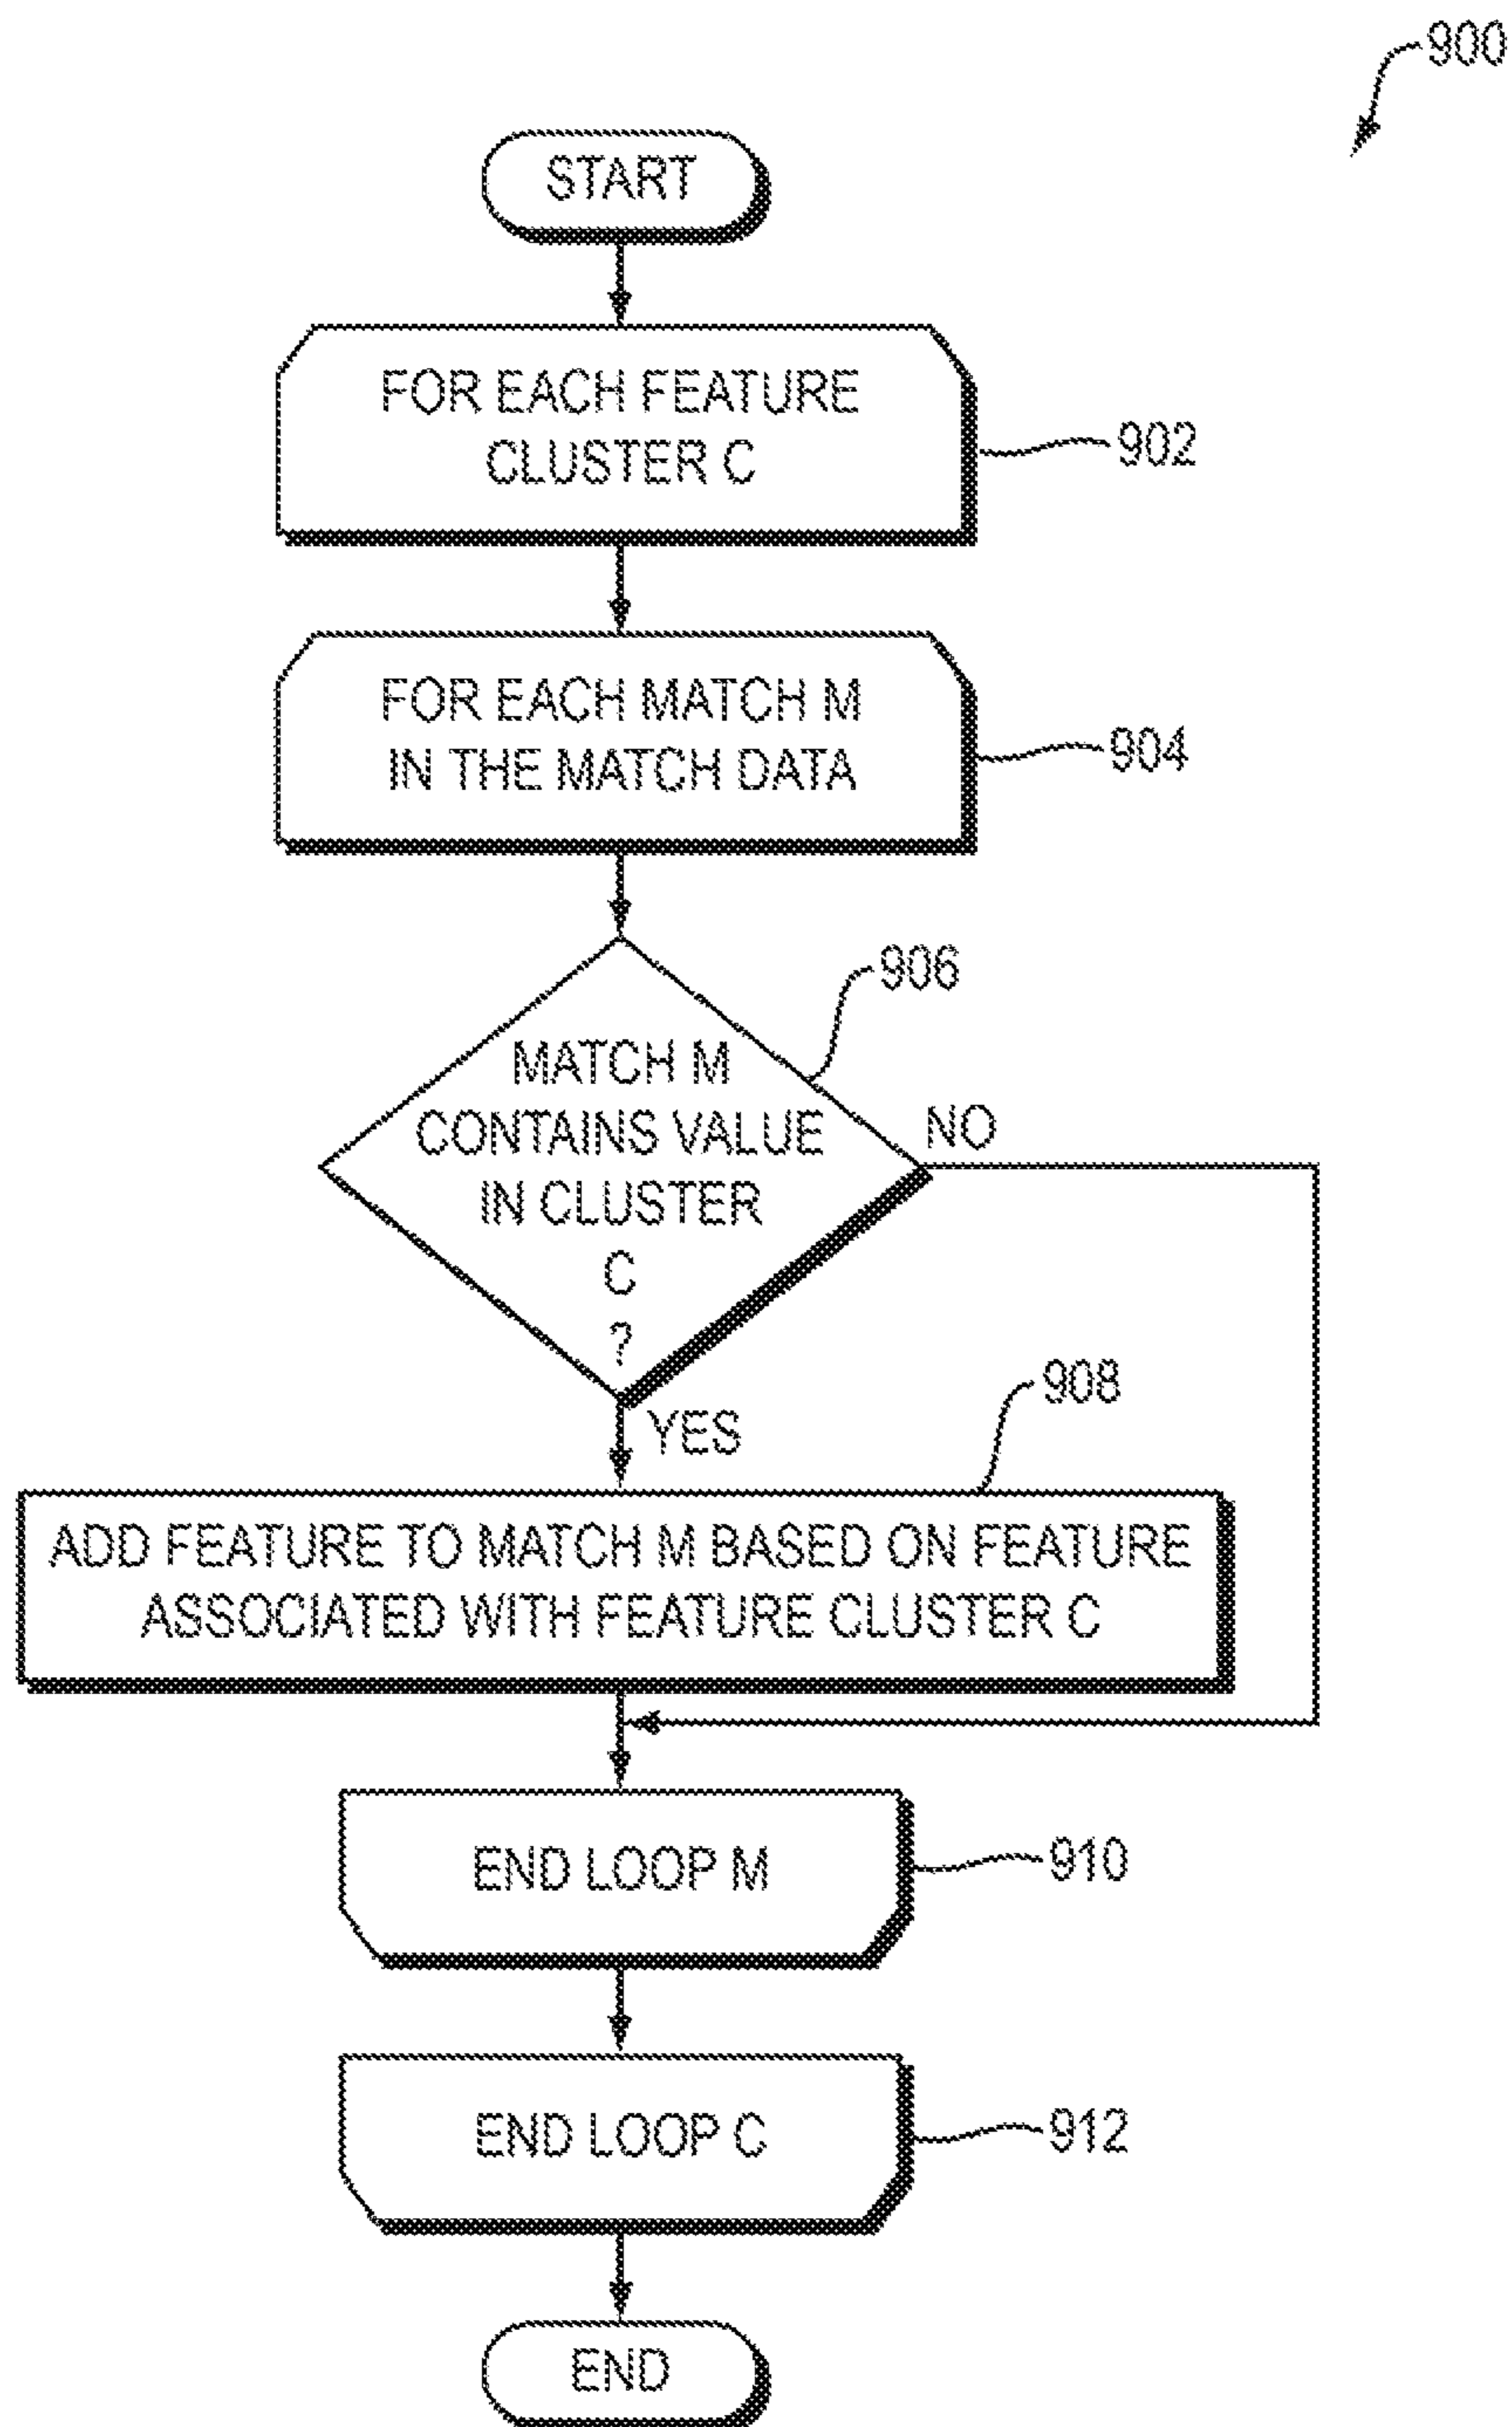 900
START
FOR EACH FEATURE
CLUSTER C
902
FOR EACH MATCH M
IN THE MATCH DATA
904
906
MATCH M
CONTAINS VALUE
IN CLUSTER
C
?
NO
YES
908
ADD FEATURE TO MATCH M BASED ON FEATURE
ASSOCIATED WITH FEATURE CLUSTER C
END LOOP M
910
END LOOP C
912
END